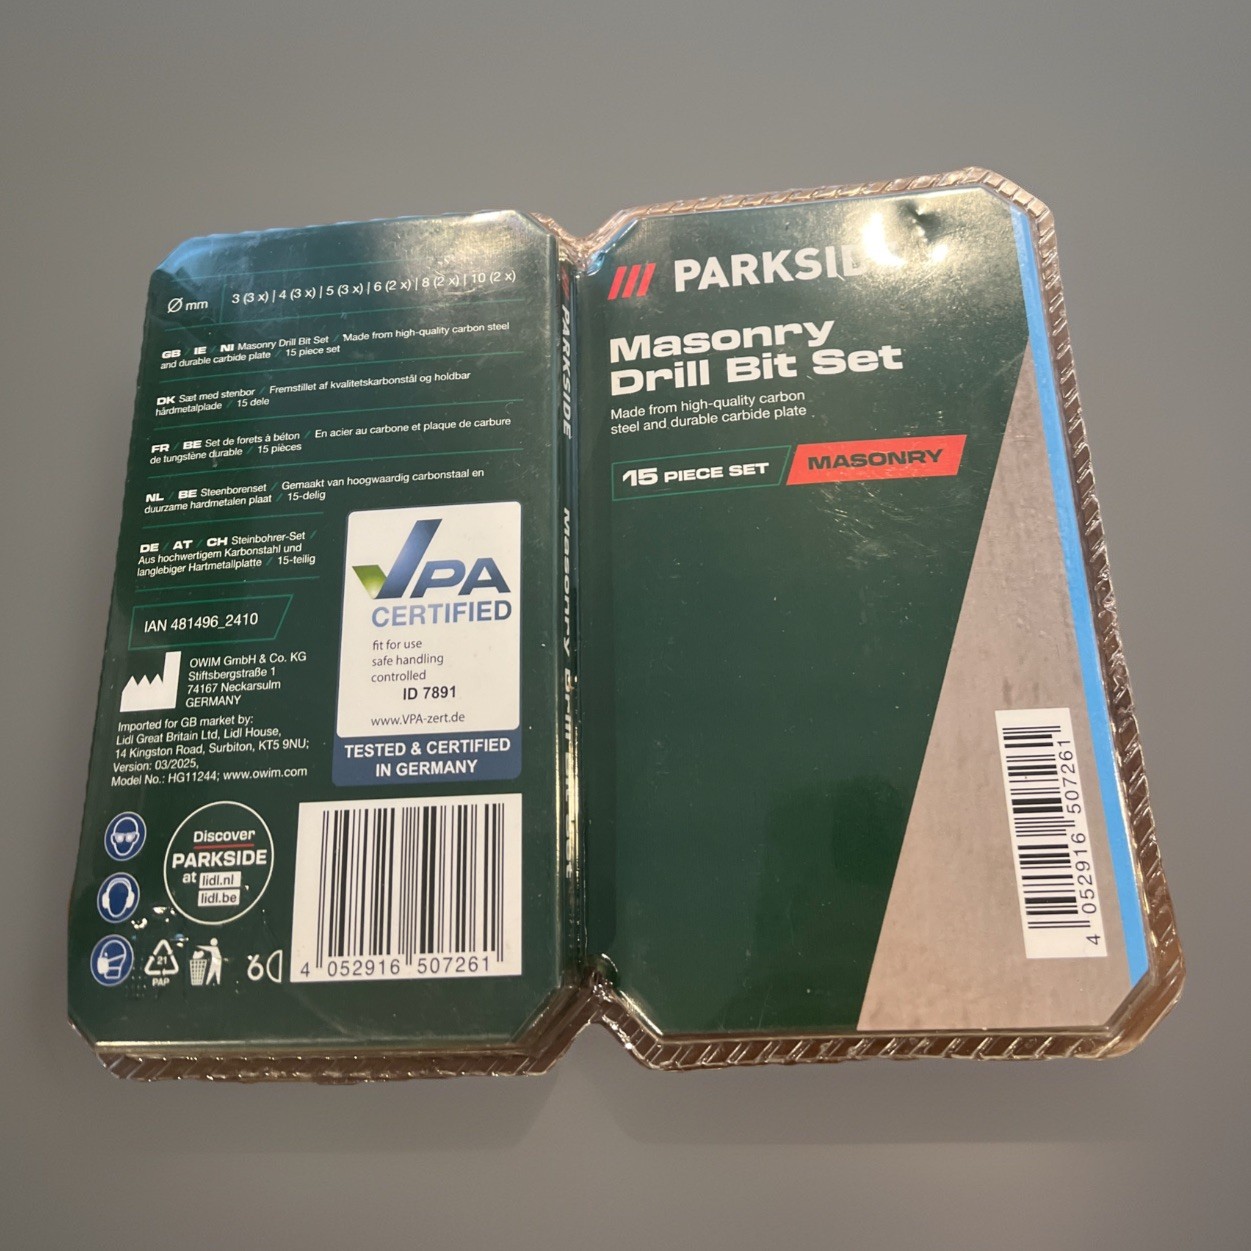 Ø mm 3 (3 x) | 4 (3 x) | 5 (3 x) | 6 (2 x) | 8 (2 x) | 10 (2 x)
GB / IE / NI Masonry Drill Bit Set / Made from high-quality carbon steel
and durable carbide plate / 15 piece set
DK Sæt med stenbor / Fremstillet af kvalitetskarbonstål og holdbar
hårdmetalplade / 15 dele
FR / BE Set de forets à béton / En acier au carbone et plaque de carbure
de tungstène durable / 15 pièces
NL / BE Steenborenset / Gemaakt van hoogwaardig carbonstaal en
duurzame hardmetalen plaat / 15-delig
DE / AT / CH Steinbohrer-Set /
Aus hochwertigem Karbonstahl und
langlebiger Hartmetallplatte / 15-teilig
IAN 481496_2410
OWIM GmbH & Co. KG
Stiftsbergstraße 1
74167 Neckarsulm
GERMANY
Imported for GB market by:
Lidl Great Britain Ltd, Lidl House,
14 Kingston Road, Surbiton, KT5 9NU;
Version: 03/2025,
Model No.: HG11244; www.owim.com
VPA
CERTIFIED
fit for use
safe handling
controlled
ID 7891
www.VPA-zert.de
TESTED & CERTIFIED
IN GERMANY
Discover
PARKSIDE
at lidl.nl
lidl.be
21
PAP
4 052916 507261
PARKSIDE
Masonry Drill Bit Set
PARKSIDE
Masonry
Drill Bit Set
Made from high-quality carbon
steel and durable carbide plate
15 PIECE SET
MASONRY
4 052916 507261